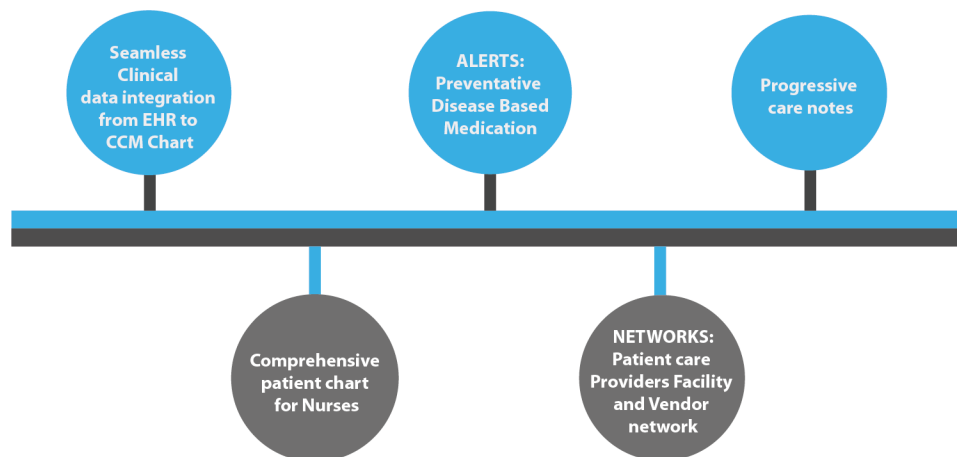 Seamless
Clinical
data integration
from EHR to
CCM Chart
ALERTS:
Preventative
Disease Based
Medication
Progressive
care notes
Comprehensive
patient chart
for Nurses
NETWORKS:
Patient care
Providers Facility
and Vendor
network